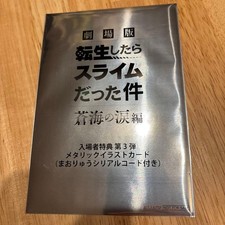 劇場版
転生したら
スライム
だった件
蒼海の涙編
入場者特典 第3弾
メタリックイラストカード
（まおりゅうシリアルコード付き）